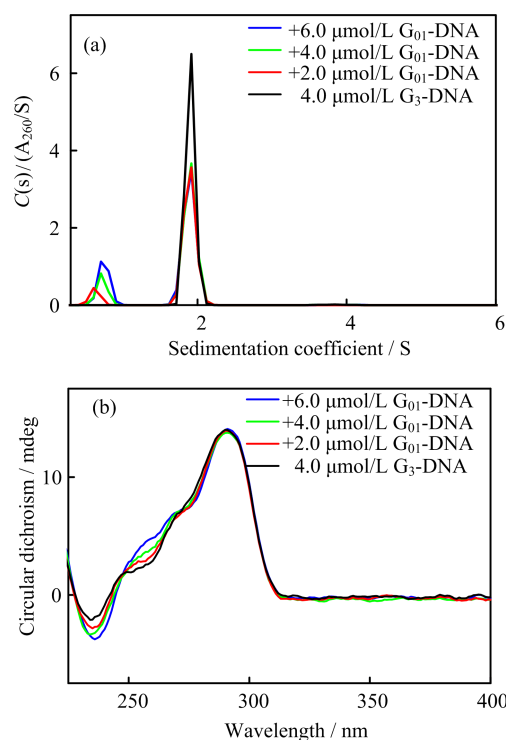 (a)
+6.0 μmol/L G₀₁-DNA
+4.0 μmol/L G₀₁-DNA
+2.0 μmol/L G₀₁-DNA
4.0 μmol/L G₃-DNA
C(s)/(A₂₆₀/S)
6
4
2
0
2
4
6
Sedimentation coefficient / S
(b)
+6.0 μmol/L G₀₁-DNA
+4.0 μmol/L G₀₁-DNA
+2.0 μmol/L G₀₁-DNA
4.0 μmol/L G₃-DNA
Circular dichroism / mdeg
10
0
250
300
350
400
Wavelength / nm